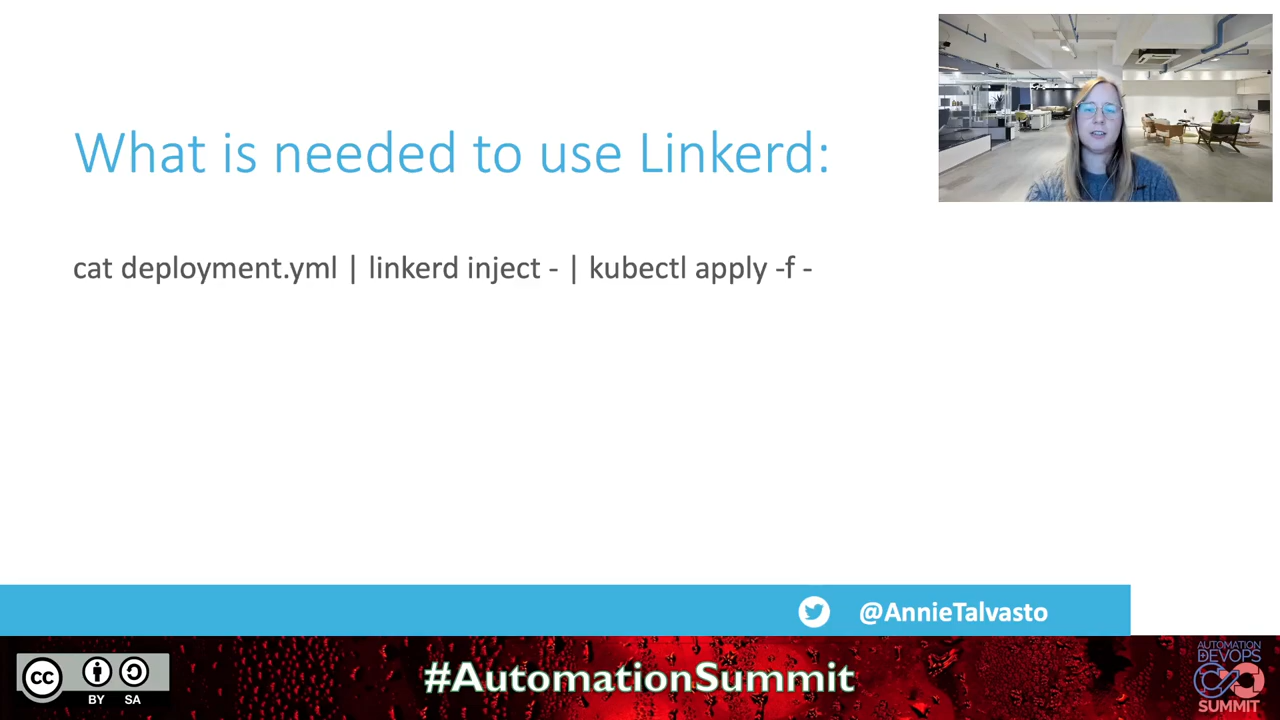 What is needed to use Linkerd:
cat deployment.yml | linkerd inject - | kubectl apply -f -
@AnnieTalvasto
cc
BY SA
#AutomationSummit
AUTOMATION
DEVOPS
SUMMIT